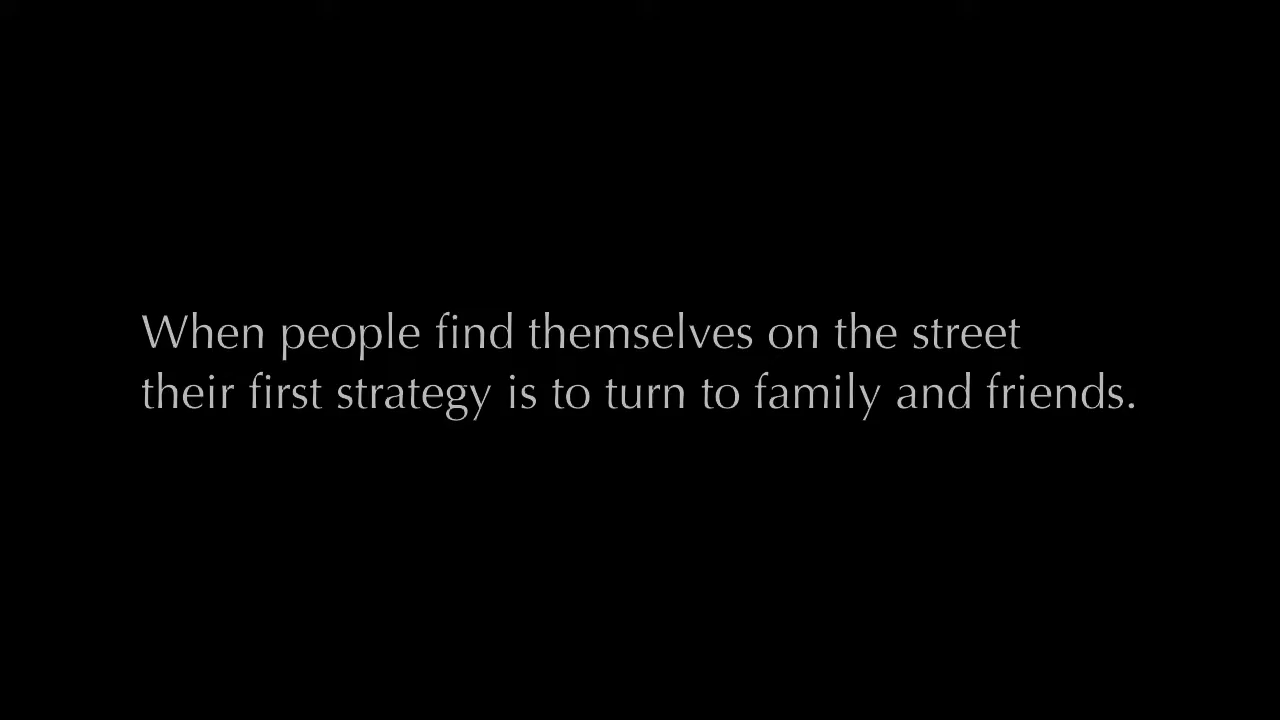 When people find themselves on the street
their first strategy is to turn to family and friends.